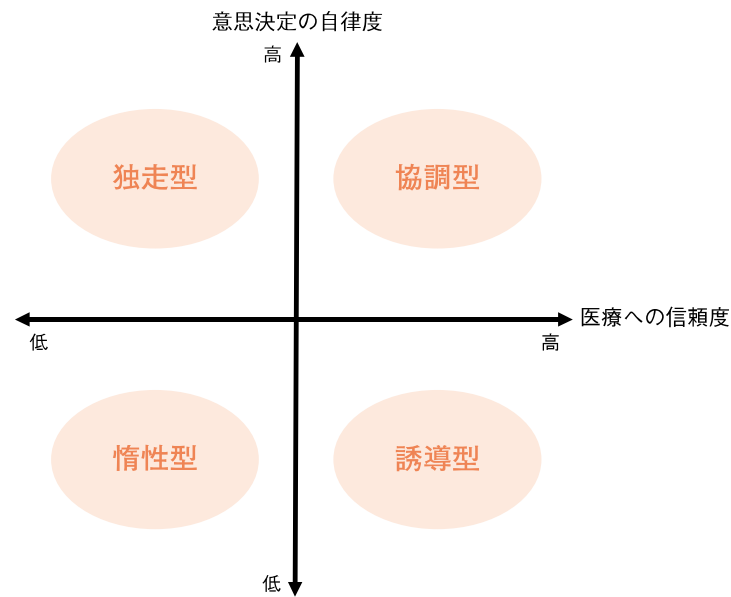 意思決定の自律度
高
独走型
協調型
医療への信頼度
低
高
惰性型
誘導型
低